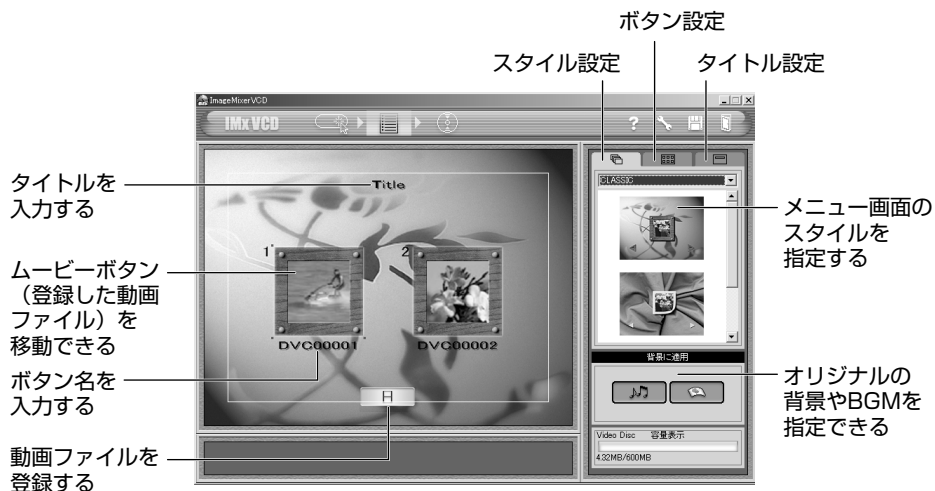 ボタン設定
スタイル設定
タイトル設定
ImageMixerVCD
IMx VCD
?
タイトルを
入力する
Title
CLASSIC
メニュー画面の
スタイルを
指定する
1
2
ムービーボタン
（登録した動画
ファイル）を
移動できる
DVC00001
DVC00002
背景に適用
ボタン名を
入力する
オリジナルの
背景やBGMを
指定できる
Video Disc 容量表示
4.32MB/600MB
動画ファイルを
登録する